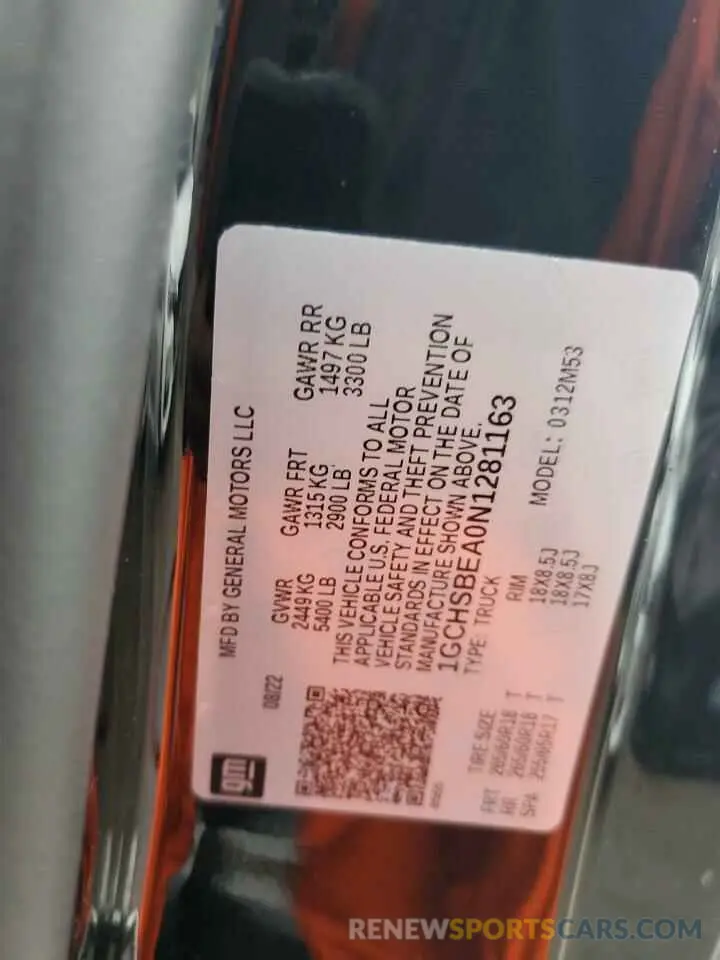 gm
MFD BY GENERAL MOTORS LLC
08/22
GVWR GAWR FRT GAWR RR
2449 KG 1315 KG 1497 KG
5400 LB 2900 LB 3300 LB
THIS VEHICLE CONFORMS TO ALL
APPLICABLE U.S. FEDERAL MOTOR
VEHICLE SAFETY AND THEFT PREVENTION
STANDARDS IN EFFECT ON THE DATE OF
MANUFACTURE SHOWN ABOVE.
1GCHSBEA0N1281163
TYPE: TRUCK MODEL: 0312M53
TIRE SIZE RIM
FRT 265/60R18 T 18X8.5J
RR 265/60R18 T 18X8.5J
SPA 255/65R17 T 17X8J
RENEWSPORTSCARS.COM